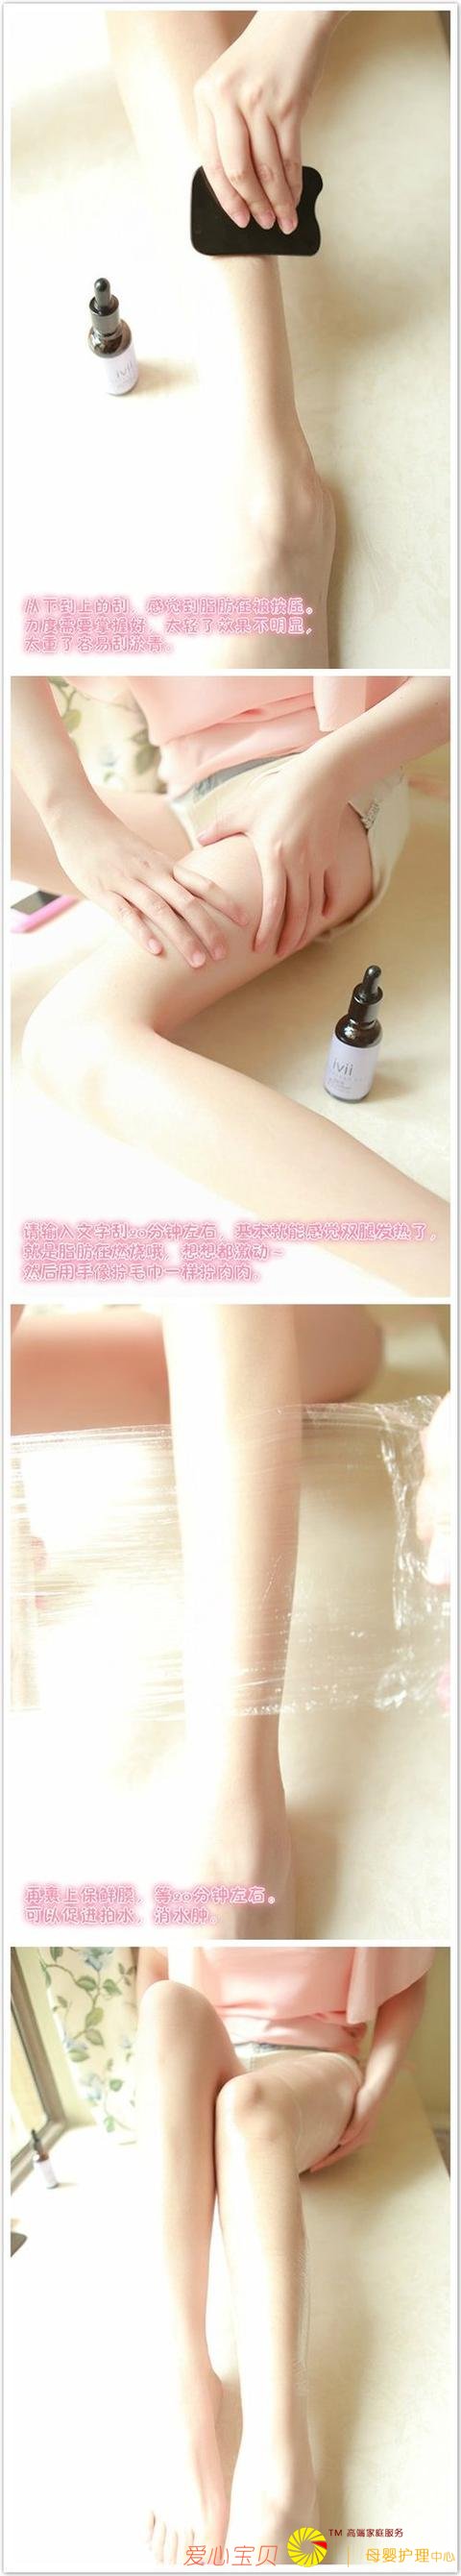 ivii
从下到上的刮，感觉到脂肪在被挤压。
力度需要掌握好，太轻了效果不明显，
太重了容易刮淤青。
ivii
请输入文字刮20分钟左右，基本就能感觉双腿发热了，
就是脂肪在燃烧哦，想想都激动~
然后用手像拧毛巾一样拧肉肉。
再裹上保鲜膜，等20分钟左右。
可以促进排水，消水肿。
爱心宝贝
TM 高端家庭服务
母婴护理中心